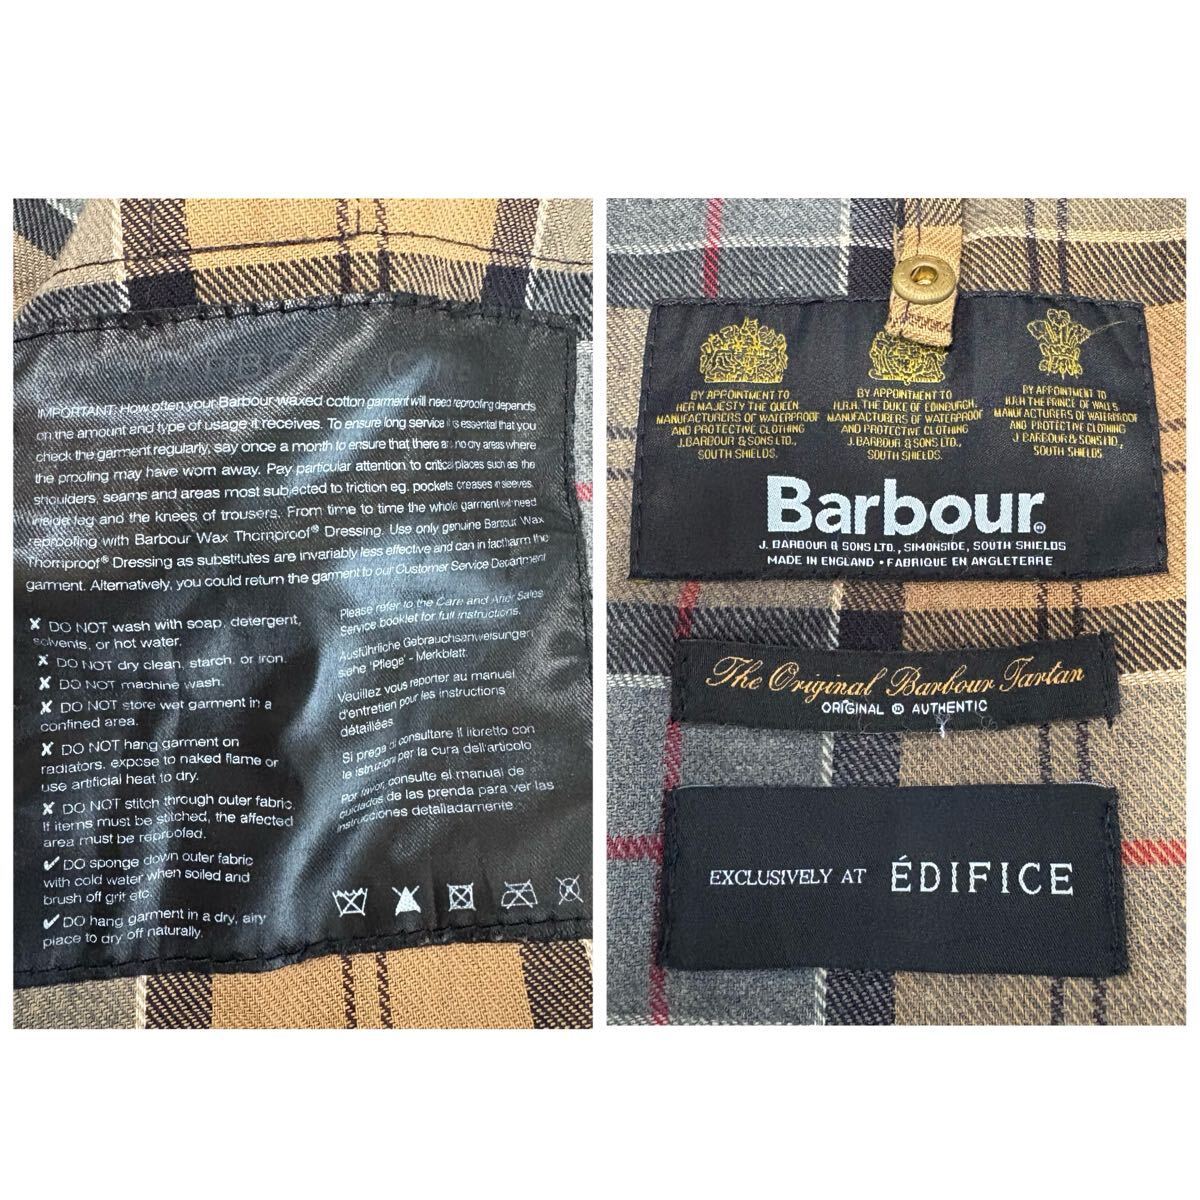 IMPORTANT: How often your Barbour waxed cotton garment will need reproofing depends
on the amount and type of usage it receives. To ensure long service it is essential that you
check the garment regularly, say once a month to ensure that there are no dry areas where
the proofing may have worn away. Pay particular attention to critical places such as the
shoulders, seams and areas most subjected to friction eg. pockets, creases in sleeves,
inside leg and the knees of trousers. From time to time the whole garment will need
reproofing with Barbour Wax Thornproof® Dressing. Use only genuine Barbour Wax
Thornproof® Dressing as substitutes are invariably less effective and can in fact harm the
garment. Alternatively, you could return the garment to our Customer Service Department
✘ DO NOT wash with soap, detergent,
solvents, or hot water.
✘ DO NOT dry clean, starch, or iron.
✘ DO NOT machine wash.
✘ DO NOT store wet garment in a
confined area.
✘ DO NOT hang garment on
radiators, expose to naked flame or
use artificial heat to dry.
✘ DO NOT stitch through outer fabric.
If items must be stitched, the affected
area must be reproofed.
✔ DO sponge down outer fabric
with cold water when soiled and
brush off grit etc.
✔ DO hang garment in a dry, airy
place to dry off naturally.
Please refer to the Care and After Sales
Service booklet for full instructions.
Ausführliche Gebrauchsanweisungen
siehe 'Pflege' - Merkblatt.
Veuillez vous reporter au manuel
d'entretien pour les instructions
détaillées.
Si prega di consultare il libretto con
le istruzioni per la cura dell'articolo
Por favor, consulte el manual de
cuidados de las prenda para ver las
instrucciones detalladamente.
BY APPOINTMENT TO
HER MAJESTY THE QUEEN
MANUFACTURERS OF WATERPROOF
AND PROTECTIVE CLOTHING
J.BARBOUR & SONS LTD.,
SOUTH SHIELDS.
BY APPOINTMENT TO
H.R.H. THE DUKE OF EDINBURGH.
MANUFACTURERS OF WATERPROOF
AND PROTECTIVE CLOTHING
J.BARBOUR & SONS LTD.,
SOUTH SHIELDS.
BY APPOINTMENT TO
H.R.H THE PRINCE OF WALES
MANUFACTURERS OF WATERPROOF
AND PROTECTIVE CLOTHING
J BARBOUR & SONS LTD.,
SOUTH SHIELDS
Barbour®
J. BARBOUR & SONS LTD., SIMONSIDE, SOUTH SHIELDS
MADE IN ENGLAND • FABRIQUE EN ANGLETERRE
The Original Barbour Tartan
ORIGINAL ® AUTHENTIC
EXCLUSIVELY AT ÉDIFICE